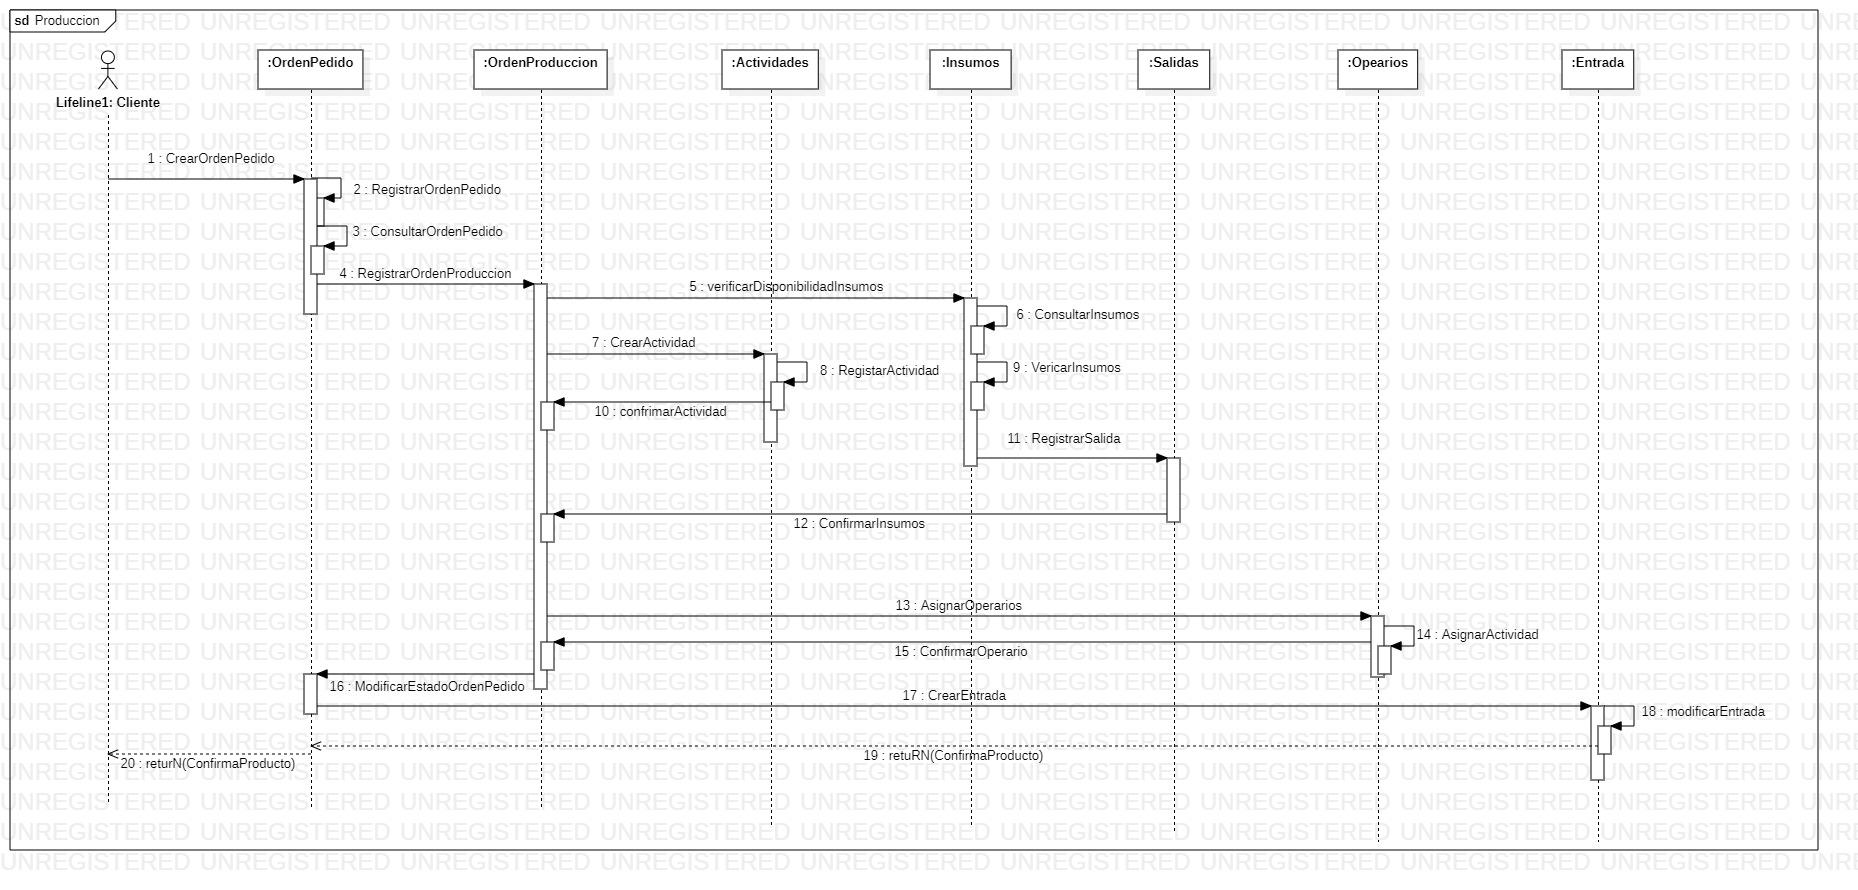 sd Produccion
Lifeline1: Cliente
:OrdenPedido
:OrdenProduccion
:Actividades
:Insumos
:Salidas
:Opearios
:Entrada
1 : CrearOrdenPedido
2 : RegistrarOrdenPedido
3 : ConsultarOrdenPedido
4 : RegistrarOrdenProduccion
5 : verificarDisponibilidadInsumos
6 : ConsultarInsumos
7 : CrearActividad
8 : RegistarActividad
9 : VericarInsumos
10 : confrimarActividad
11 : RegistrarSalida
12 : ConfirmarInsumos
13 : AsignarOperarios
14 : AsignarActividad
15 : ConfirmarOperario
16 : ModificarEstadoOrdenPedido
17 : CrearEntrada
18 : modificarEntrada
19 : retuRN(ConfirmaProducto)
20 : returN(ConfirmaProducto)
UNREGISTERED